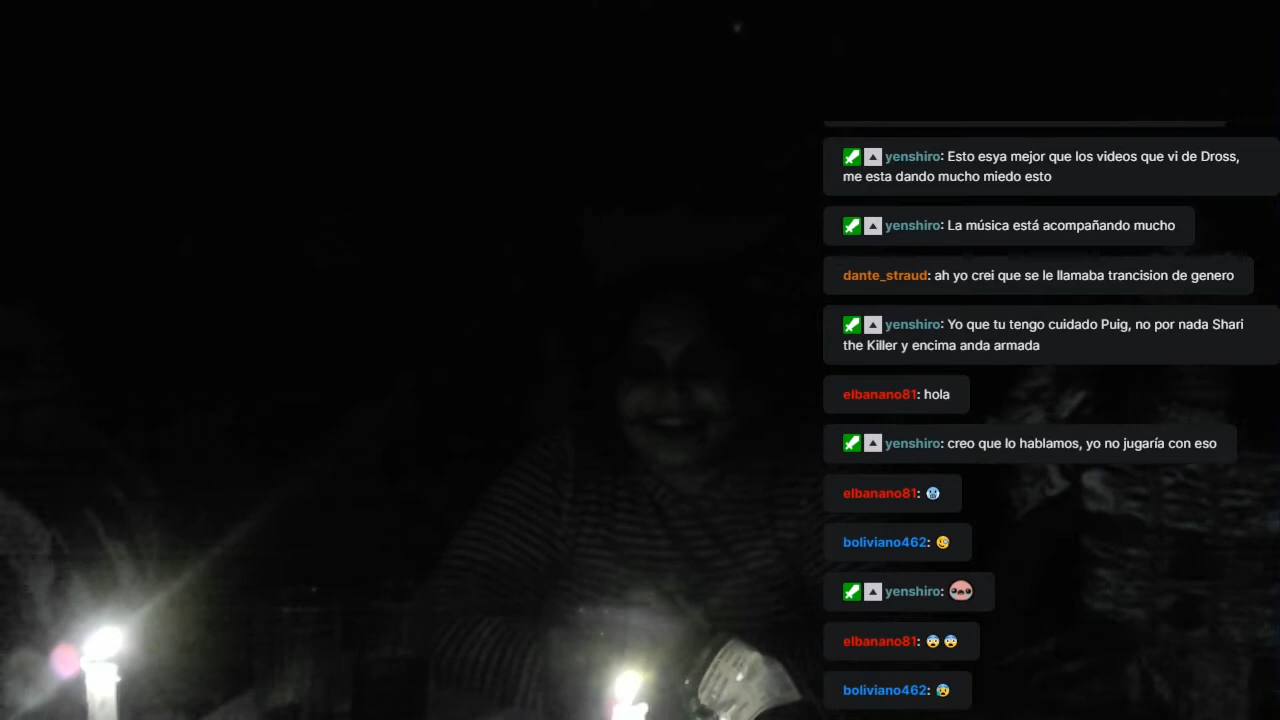 yenshiro: Esto esya mejor que los videos que vi de Dross,
me esta dando mucho miedo esto
yenshiro: La música está acompañando mucho
dante_straud: ah yo crei que se le llamaba trancision de genero
yenshiro: Yo que tu tengo cuidado Puig, no por nada Shari
the Killer y encima anda armada
elbanano81: hola
yenshiro: creo que lo hablamos, yo no jugaría con eso
elbanano81: 🥶
boliviano462: 🥲
yenshiro:
elbanano81: 😨 😨
boliviano462: 😰